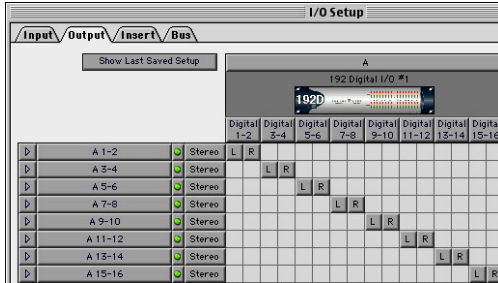 I/O Setup
Input Output Insert Bus
Show Last Saved Setup
A
192 Digital I/O #1
192D
Digital Digital Digital Digital Digital Digital Digital Digita
1-2 3-4 5-6 7-8 9-10 11-12 13-14 15-16
A 1-2 Stereo L R
A 3-4 Stereo L R
A 5-6 Stereo L R
A 7-8 Stereo L R
A 9-10 Stereo L R
A 11-12 Stereo L R
A 13-14 Stereo L R
A 15-16 Stereo L R